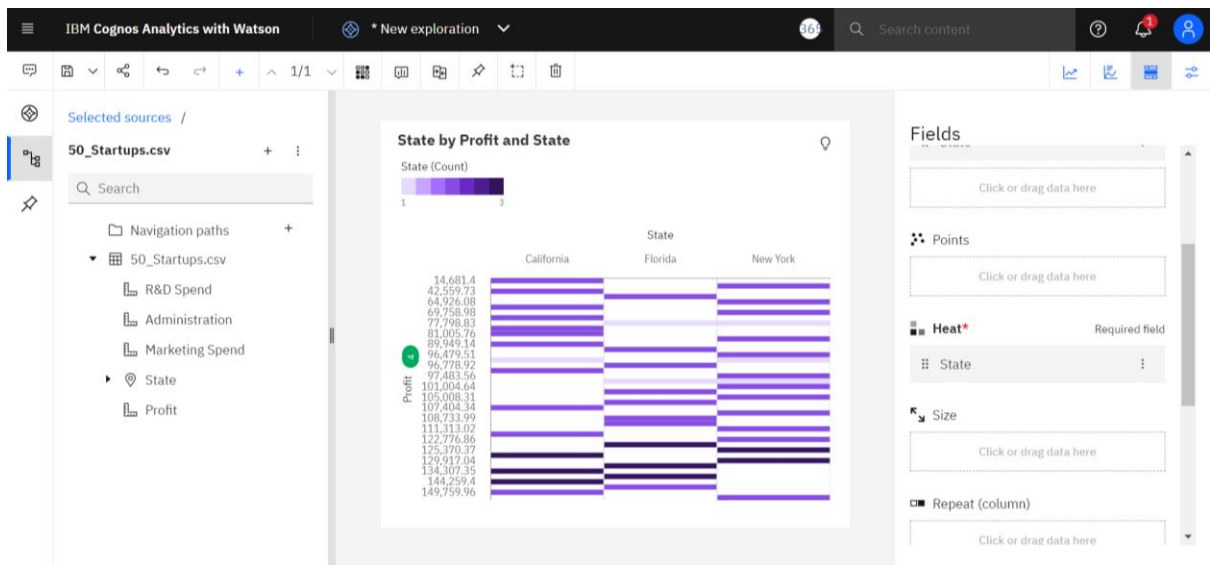 IBM Cognos Analytics with Watson
* New exploration
Search content
1/1
Selected sources /
50_Startups.csv
Search
Navigation paths
50_Startups.csv
R&D Spend
Administration
Marketing Spend
State
Profit
State by Profit and State
State (Count)
1 3
State
California Florida New York
14,681.4
42,559.73
64,926.08
69,758.98
77,798.83
81,005.76
89,949.14
96,479.51
96,778.92
97,483.56
101,004.64
105,008.31
107,404.34
108,733.99
111,313.02
122,776.86
125,370.37
129,917.04
134,307.35
144,259.4
149,759.96
Profit
Fields
Click or drag data here
Points
Click or drag data here
Heat* Required field
State
Size
Click or drag data here
Repeat (column)
Click or drag data here